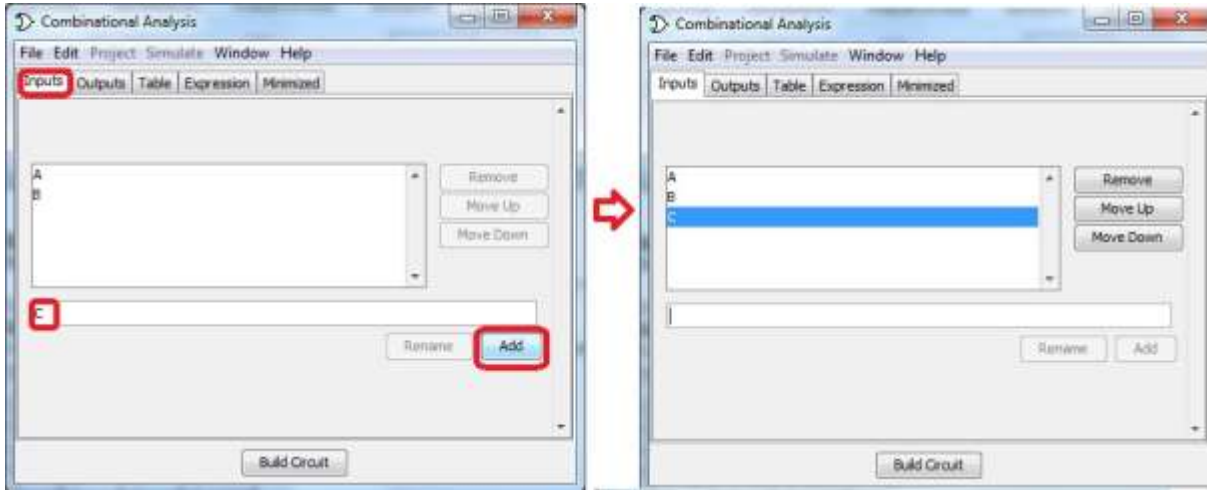 Combinational Analysis
File Edit Project Simulate Window Help
Inputs Outputs Table Expression Minimized
A
B
Remove
Move Up
Move Down
C
Rename Add
Build Circuit
Combinational Analysis
File Edit Project Simulate Window Help
Inputs Outputs Table Expression Minimized
A
B
C
Remove
Move Up
Move Down
Rename Add
Build Circuit